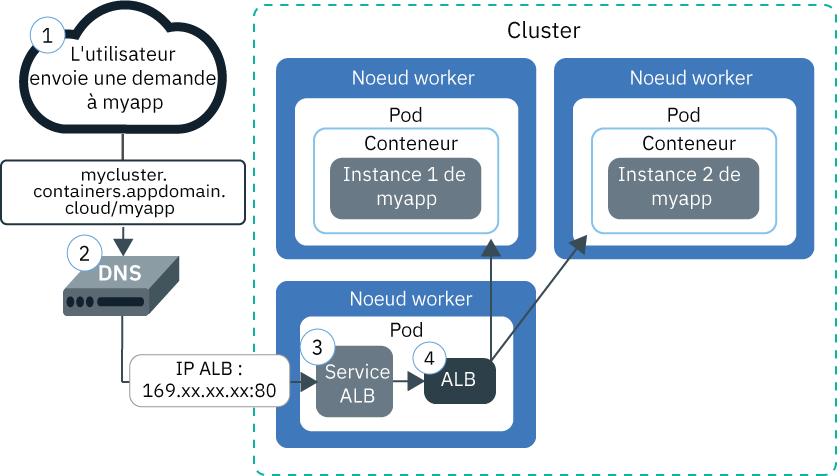 1
L'utilisateur
envoie une demande
à myapp
mycluster.
containers.appdomain.
cloud/myapp
2
DNS
IP ALB :
169.xx.xx.xx:80
Cluster
Noeud worker
Pod
Conteneur
Instance 1 de
myapp
Noeud worker
Pod
Conteneur
Instance 2 de
myapp
Noeud worker
Pod
3
Service
ALB
4
ALB